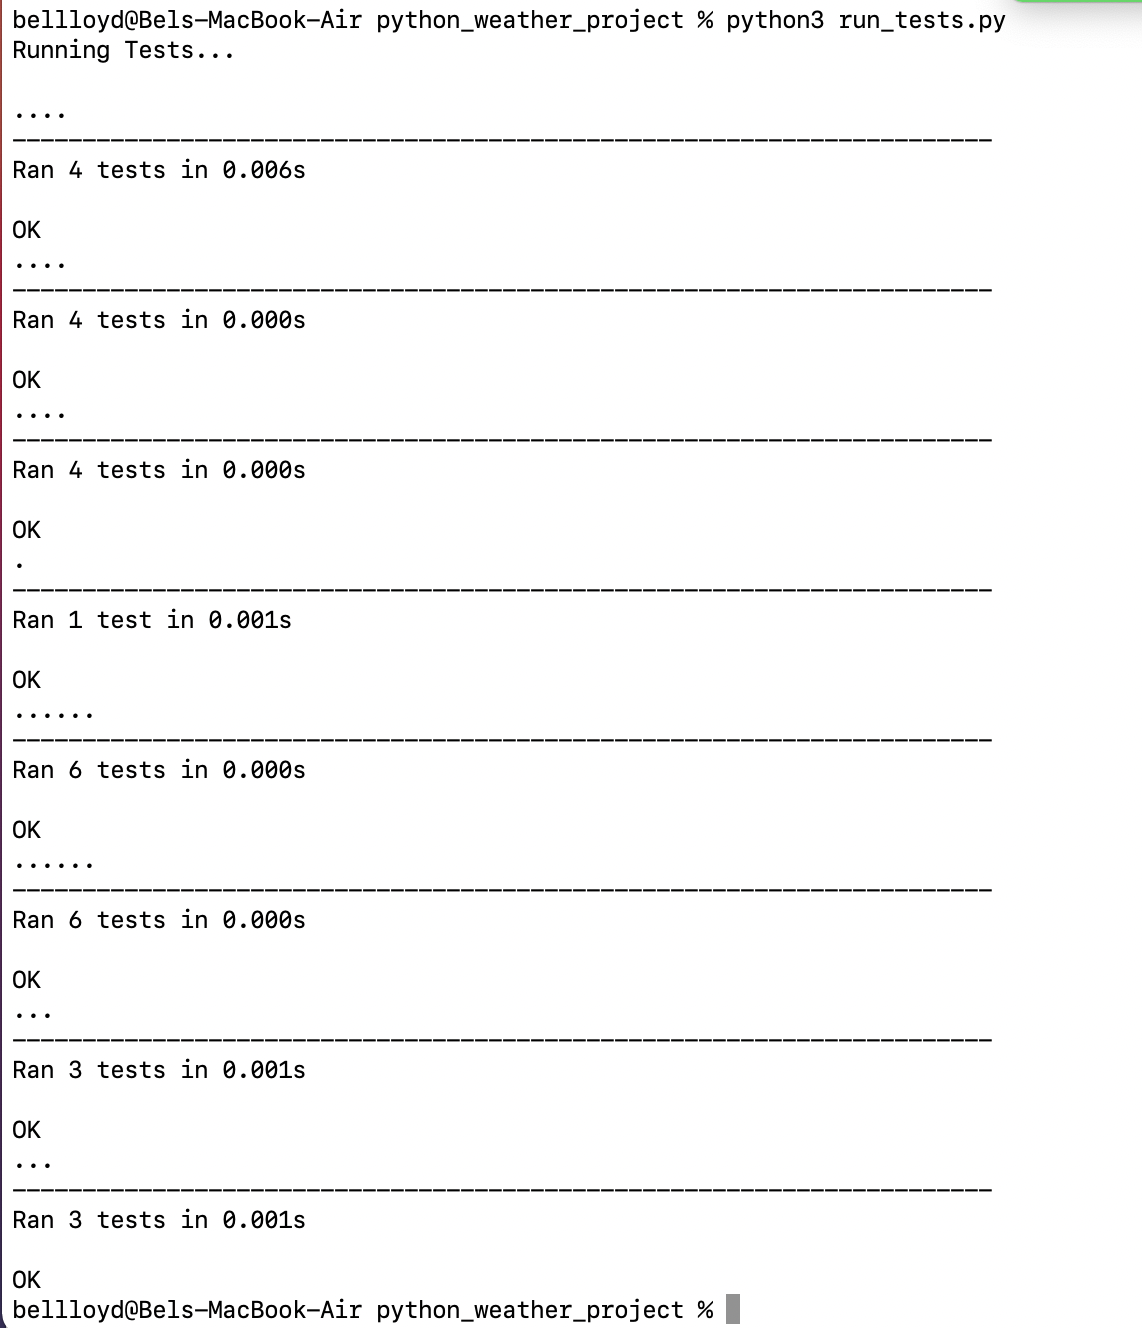 bellloyd@Bels-MacBook-Air python_weather_project % python3 run_tests.py
Running Tests...
....
----------------------------------------------------------------------
Ran 4 tests in 0.006s
OK
....
----------------------------------------------------------------------
Ran 4 tests in 0.000s
OK
....
----------------------------------------------------------------------
Ran 4 tests in 0.000s
OK
.
----------------------------------------------------------------------
Ran 1 test in 0.001s
OK
......
----------------------------------------------------------------------
Ran 6 tests in 0.000s
OK
......
----------------------------------------------------------------------
Ran 6 tests in 0.000s
OK
...
----------------------------------------------------------------------
Ran 3 tests in 0.001s
OK
...
----------------------------------------------------------------------
Ran 3 tests in 0.001s
OK
bellloyd@Bels-MacBook-Air python_weather_project %